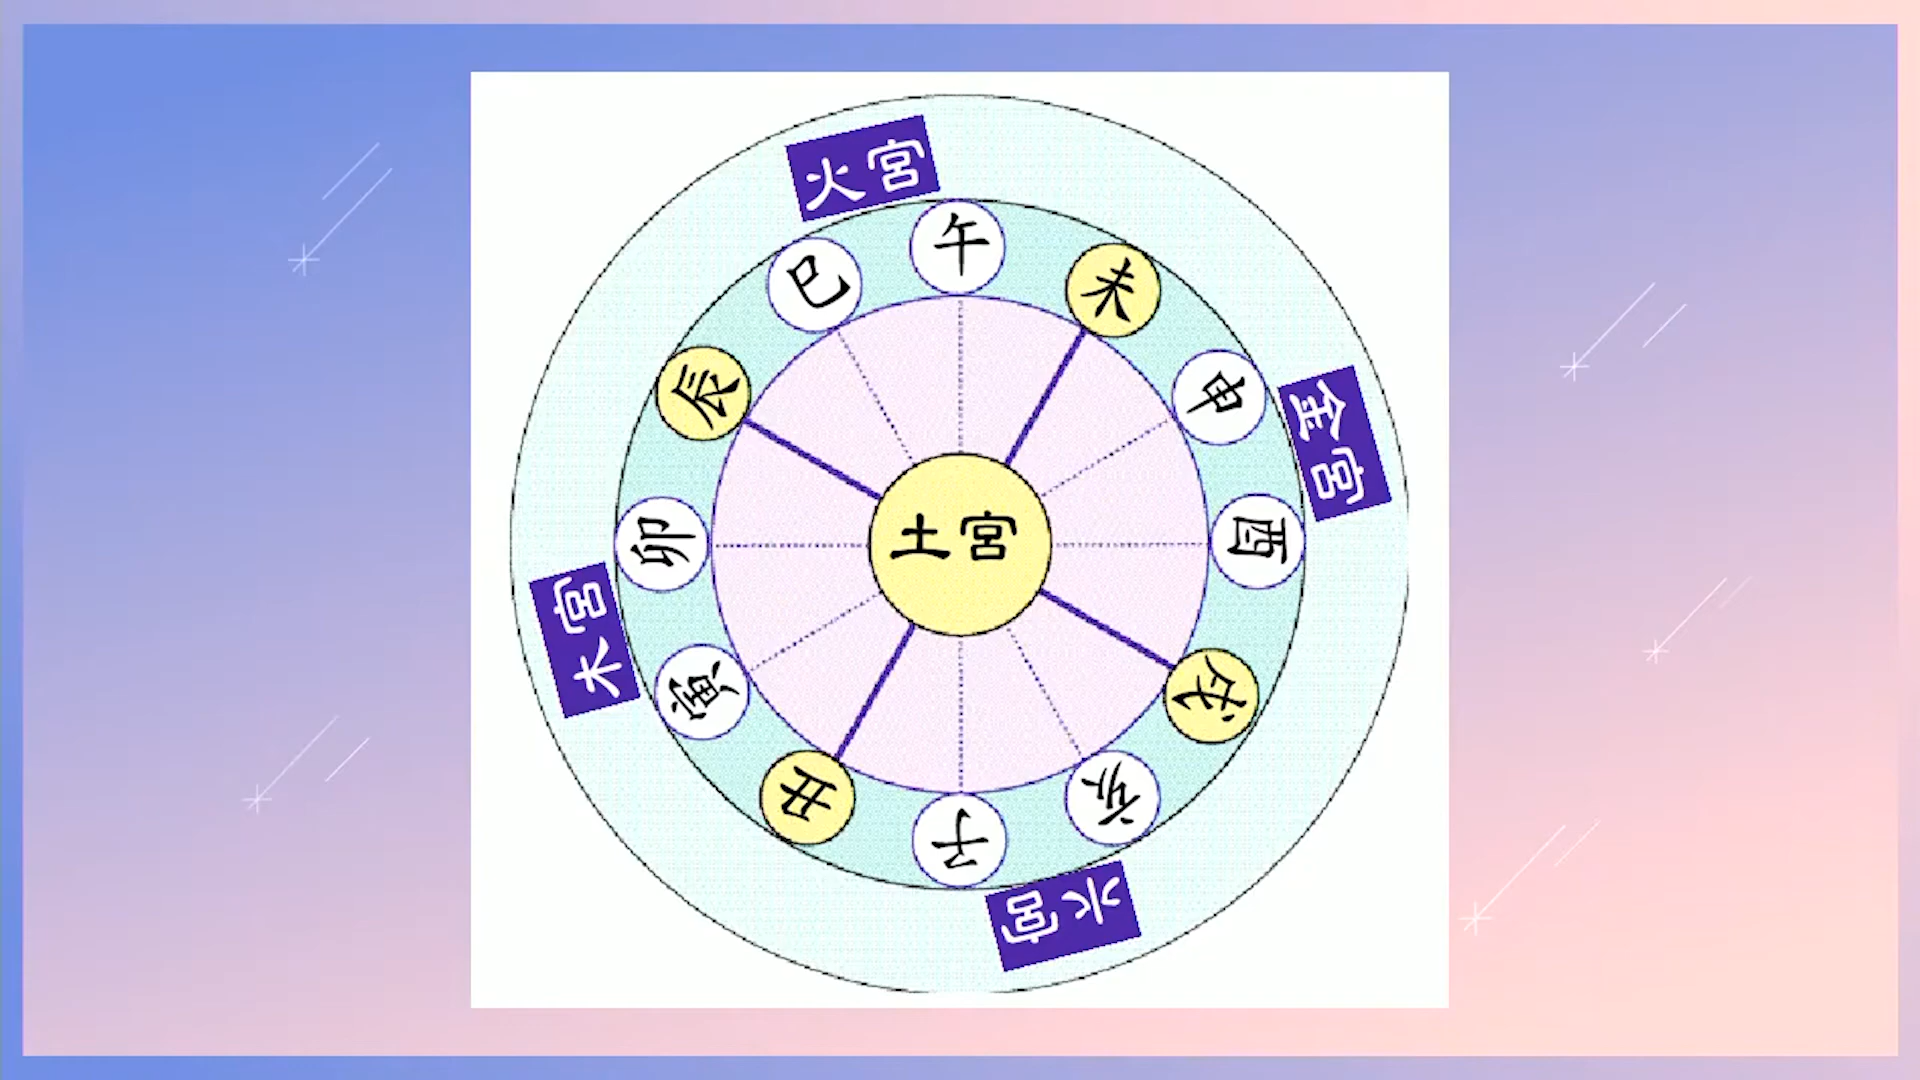 火宮
午
巳
未
辰
申
金宮
土宮
卯
酉
木宮
寅
戌
丑
亥
子
水宮